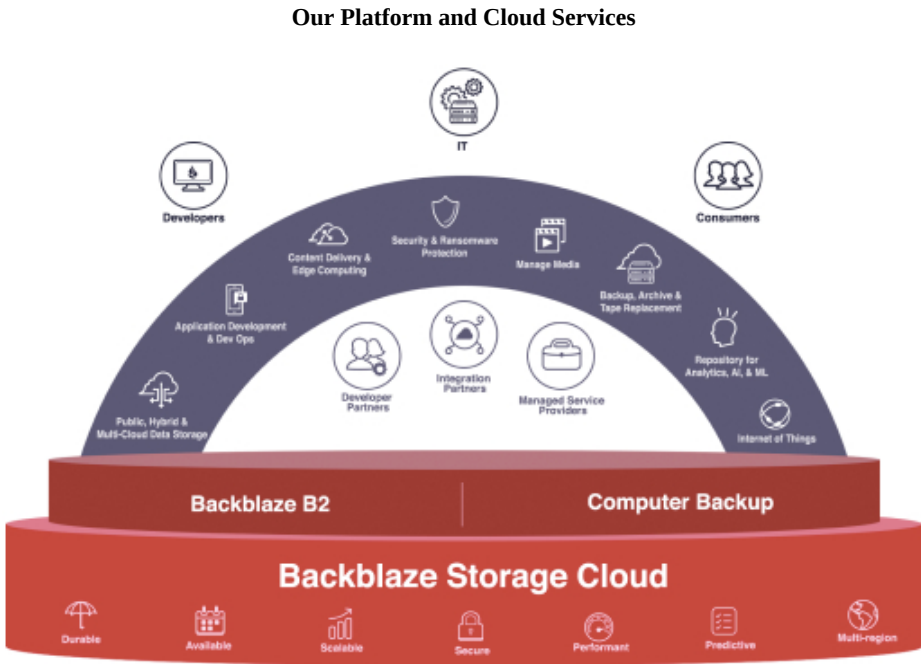 Our Platform and Cloud Services
IT
Developers
Consumers
Security & Ransomware
Protection
Content Delivery &
Edge Computing
Manage Media
Application Development
& Dev Ops
Backup, Archive &
Tape Replacement
Public, Hybrid &
Multi-Cloud Data Storage
Repository for
Analytics, AI, & ML
Internet of Things
Developer
Partners
Integration
Partners
Managed Service
Providers
Backblaze B2
Computer Backup
Backblaze Storage Cloud
Durable
Available
Scalable
Secure
Performant
Predictive
Multi-region